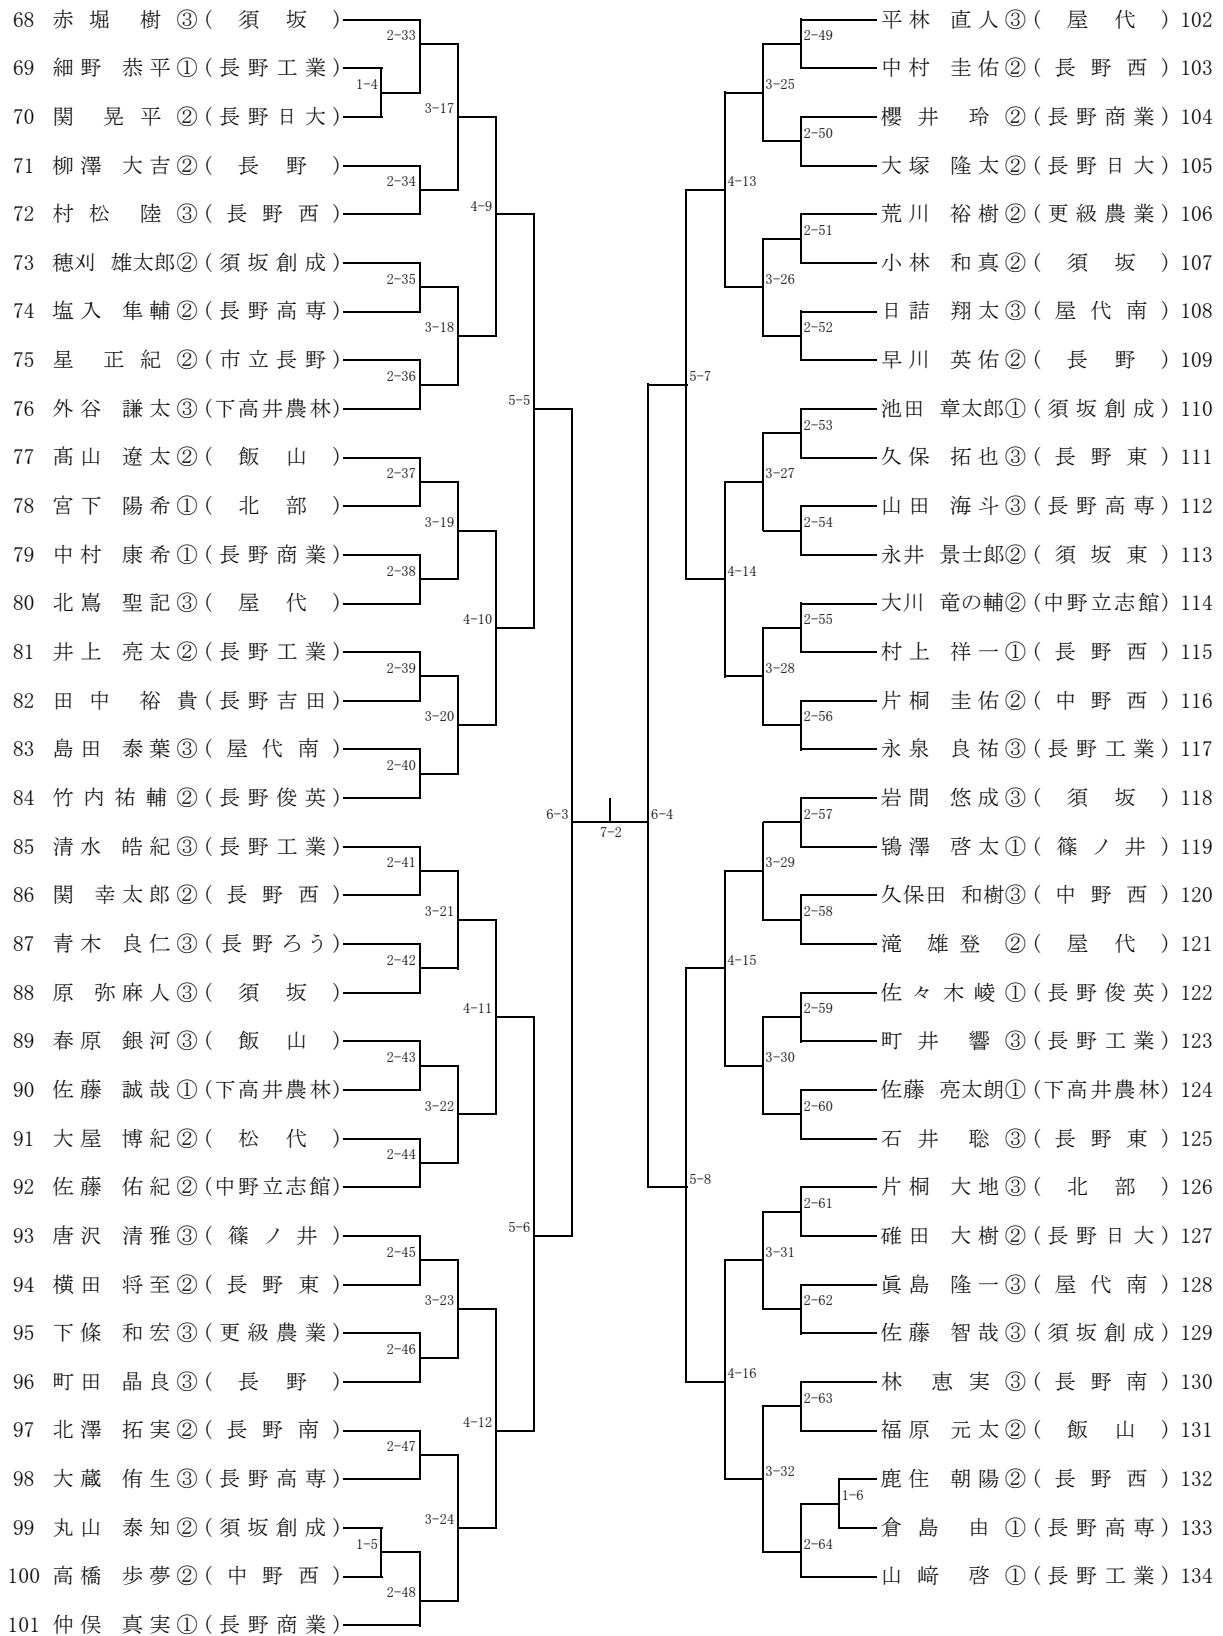 68 赤堀 樹 ③ ( 須 坂 )
2-33
69 細野 恭平 ① ( 長野工業 )
1-4
70 関 晃平 ② ( 長野日大 )
3-17
71 柳澤 大吉 ② ( 長 野 )
2-34
72 村松 陸 ③ ( 長野西 )
4-9
73 穂刈 雄太郎 ② ( 須坂創成 )
2-35
74 塩入 隼輔 ② ( 長野高専 )
3-18
75 星 正紀 ② ( 市立長野 )
2-36
76 外谷 謙太 ③ (下高井農林)
5-5
77 髙山 遼太 ② ( 飯 山 )
2-37
78 宮下 陽希 ① ( 北 部 )
3-19
79 中村 康希 ① ( 長野商業 )
2-38
80 北嶌 聖記 ③ ( 屋 代 )
4-10
81 井上 亮太 ② ( 長野工業 )
2-39
82 田中 裕貴 ( 長野吉田 )
3-20
83 島田 泰葉 ③ ( 屋代南 )
2-40
84 竹内祐輔 ② ( 長野俊英 )
6-3
85 清水 皓紀 ③ ( 長野工業 )
2-41
86 関 幸太郎 ② ( 長野西 )
3-21
87 青木 良仁 ③ ( 長野ろう )
2-42
88 原 弥麻人 ③ ( 須 坂 )
4-11
89 春原 銀河 ③ ( 飯 山 )
2-43
90 佐藤 誠哉 ① (下高井農林)
3-22
91 大屋 博紀 ② ( 松 代 )
2-44
92 佐藤 佑紀 ② (中野立志館)
5-6
93 唐沢 清雅 ③ ( 篠ノ井 )
2-45
94 横田 将至 ② ( 長野東 )
3-23
95 下條 和宏 ③ ( 更級農業 )
2-46
96 町田 晶良 ③ ( 長 野 )
4-12
97 北澤 拓実 ② ( 長野南 )
2-47
98 大蔵 侑生 ③ ( 長野高専 )
3-24
99 丸山 泰知 ② ( 須坂創成 )
1-5
100 高橋 歩夢 ② ( 中野西 )
2-48
101 仲俣 真実 ① ( 長野商業 )
7-2
平林 直人 ③ ( 屋 代 ) 102
2-49
中村 圭佑 ② ( 長野西 ) 103
3-25
櫻井 玲 ② ( 長野商業 ) 104
2-50
大塚 隆太 ② ( 長野日大 ) 105
4-13
荒川 裕樹 ② ( 更級農業 ) 106
2-51
小林 和真 ② ( 須 坂 ) 107
3-26
日詰 翔太 ③ ( 屋代南 ) 108
2-52
早川 英佑 ② ( 長 野 ) 109
5-7
池田 章太郎 ① ( 須坂創成 ) 110
2-53
久保 拓也 ③ ( 長野東 ) 111
3-27
山田 海斗 ③ ( 長野高専 ) 112
2-54
永井 景士郎 ② ( 須坂東 ) 113
4-14
大川 竜の輔 ② (中野立志館) 114
2-55
村上 祥一 ① ( 長野西 ) 115
3-28
片桐 圭佑 ② ( 中野西 ) 116
2-56
永泉 良祐 ③ ( 長野工業 ) 117
6-4
岩間 悠成 ③ ( 須 坂 ) 118
2-57
鴇澤 啓太 ① ( 篠ノ井 ) 119
3-29
久保田 和樹 ③ ( 中野西 ) 120
2-58
滝 雄登 ② ( 屋 代 ) 121
4-15
佐々木崚 ① ( 長野俊英 ) 122
2-59
町井 響 ③ ( 長野工業 ) 123
3-30
佐藤 亮太朗 ① (下高井農林) 124
2-60
石井 聡 ③ ( 長野東 ) 125
5-8
片桐 大地 ③ ( 北 部 ) 126
2-61
碓田 大樹 ② ( 長野日大 ) 127
3-31
眞島 隆一 ③ ( 屋代南 ) 128
2-62
佐藤 智哉 ③ ( 須坂創成 ) 129
4-16
林 恵実 ③ ( 長野南 ) 130
2-63
福原 元太 ② ( 飯 山 ) 131
3-32
鹿住 朝陽 ② ( 長野西 ) 132
1-6
倉島 由 ① ( 長野高専 ) 133
2-64
山﨑 啓 ① ( 長野工業 ) 134